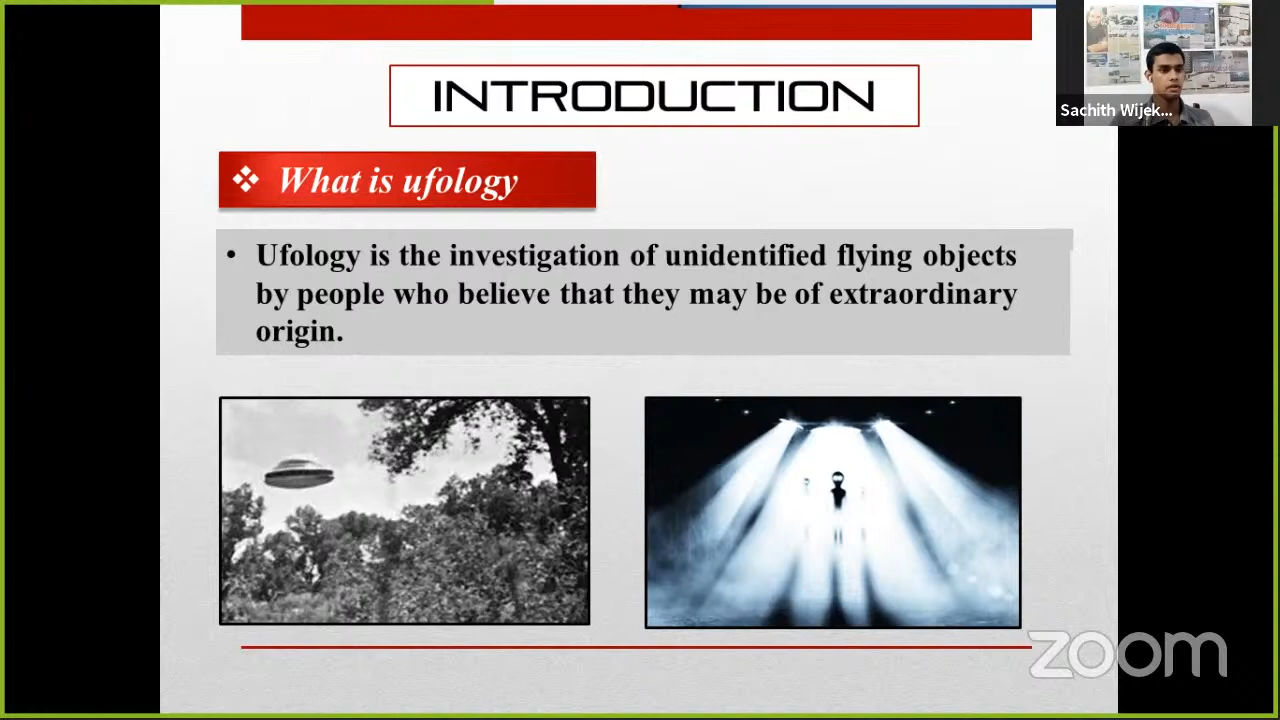 INTRODUCTION
Sachith Wijek...
What is ufology
• Ufology is the investigation of unidentified flying objects
by people who believe that they may be of extraordinary
origin.
zoom